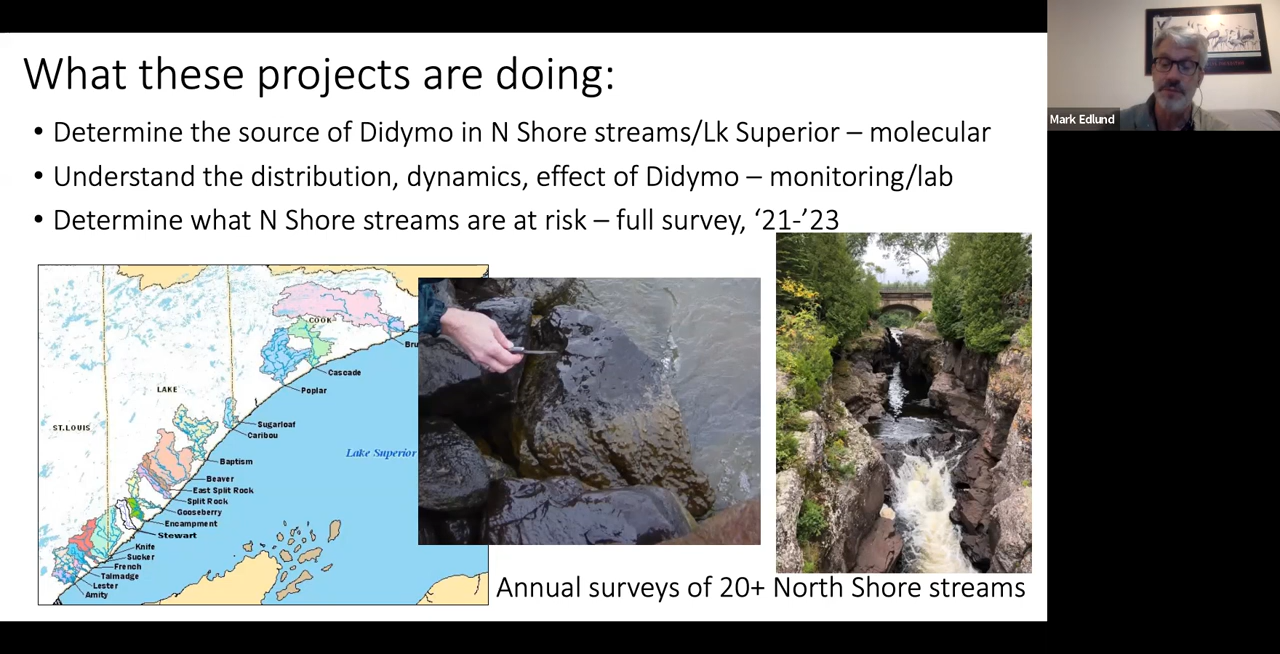 What these projects are doing:
• Determine the source of Didymo in N Shore streams/Lk Superior – molecular
• Understand the distribution, dynamics, effect of Didymo – monitoring/lab
• Determine what N Shore streams are at risk – full survey, ‘21-’23
Mark Edlund
COOK
Bru
Cascade
LAKE
Poplar
ST.LOUIS
Sugarloaf
Caribou
Lake Superior
Baptism
Beaver
East Split Rock
Split Rock
Gooseberry
Encampment
Stewart
Knife
Sucker
French
Talmadge
Lester
Amity
Annual surveys of 20+ North Shore streams